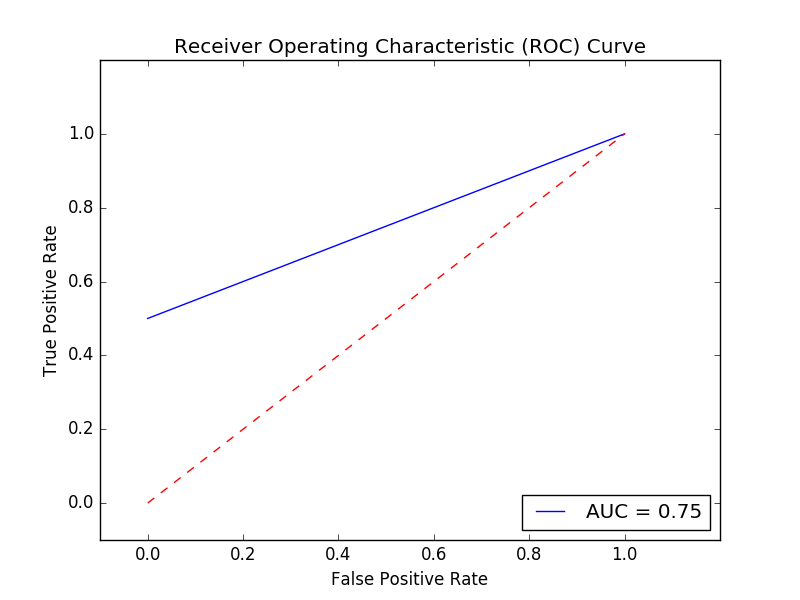 Receiver Operating Characteristic (ROC) Curve
1.0
0.8
0.6
0.4
0.2
0.0
True Positive Rate
AUC = 0.75
0.0 0.2 0.4 0.6 0.8 1.0
False Positive Rate